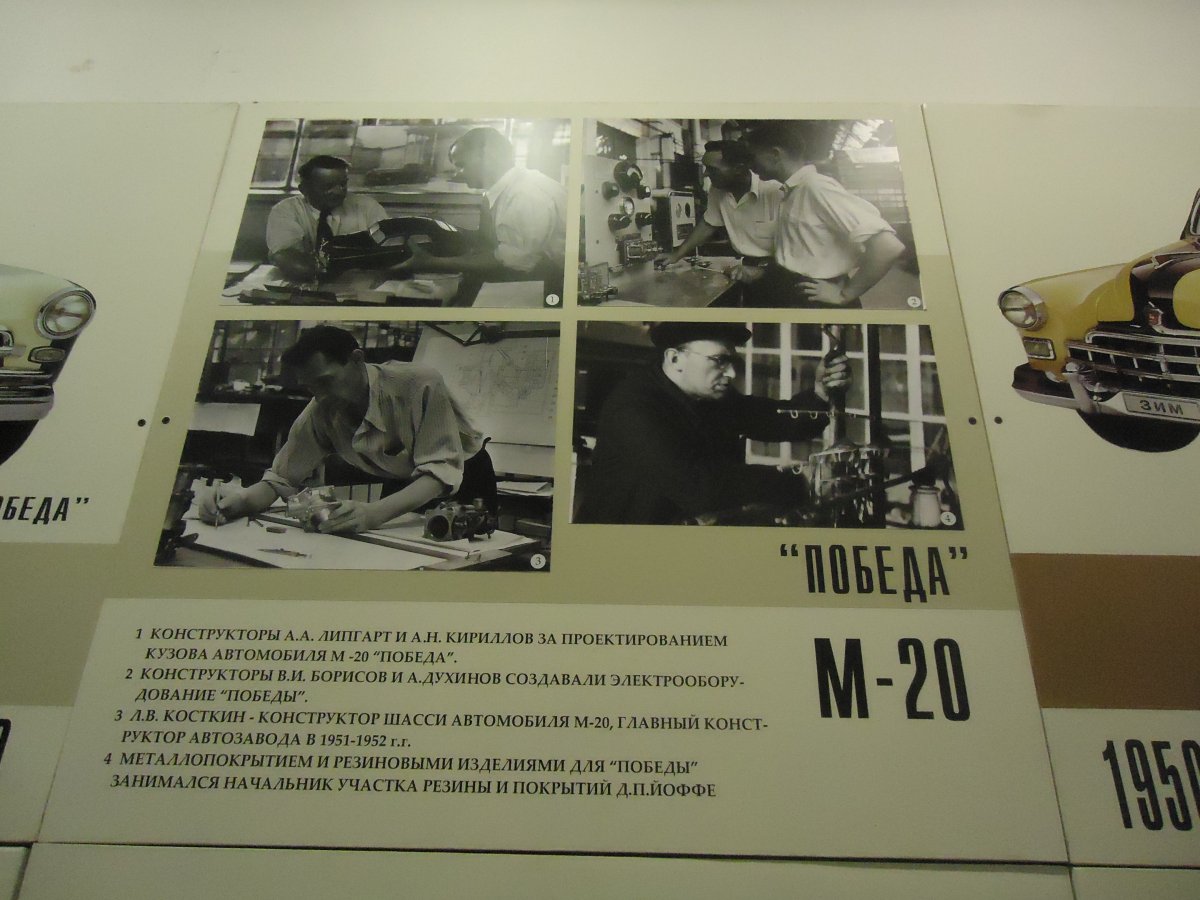 1
2
3
4
ЗИМ
ОБЕДА”
“ПОБЕДА”
М-20
1 КОНСТРУКТОРЫ А.А. ЛИПГАРТ И А.Н. КИРИЛЛОВ ЗА ПРОЕКТИРОВАНИЕМ
КУЗОВА АВТОМОБИЛЯ М -20 “ПОБЕДА”.
2 КОНСТРУКТОРЫ В.И. БОРИСОВ И А.ДУХИНОВ СОЗДАВАЛИ ЭЛЕКТРООБОРУ-
ДОВАНИЕ “ПОБЕДЫ”.
3 Л.В. КОСТКИН - КОНСТРУКТОР ШАССИ АВТОМОБИЛЯ М-20, ГЛАВНЫЙ КОНСТ-
РУКТОР АВТОЗАВОДА В 1951-1952 г.г.
4 МЕТАЛЛОПОКРЫТИЕМ И РЕЗИНОВЫМИ ИЗДЕЛИЯМИ ДЛЯ “ПОБЕДЫ”
ЗАНИМАЛСЯ НАЧАЛЬНИК УЧАСТКА РЕЗИНЫ И ПОКРЫТИЙ Д.П.ЙОФФЕ
1950